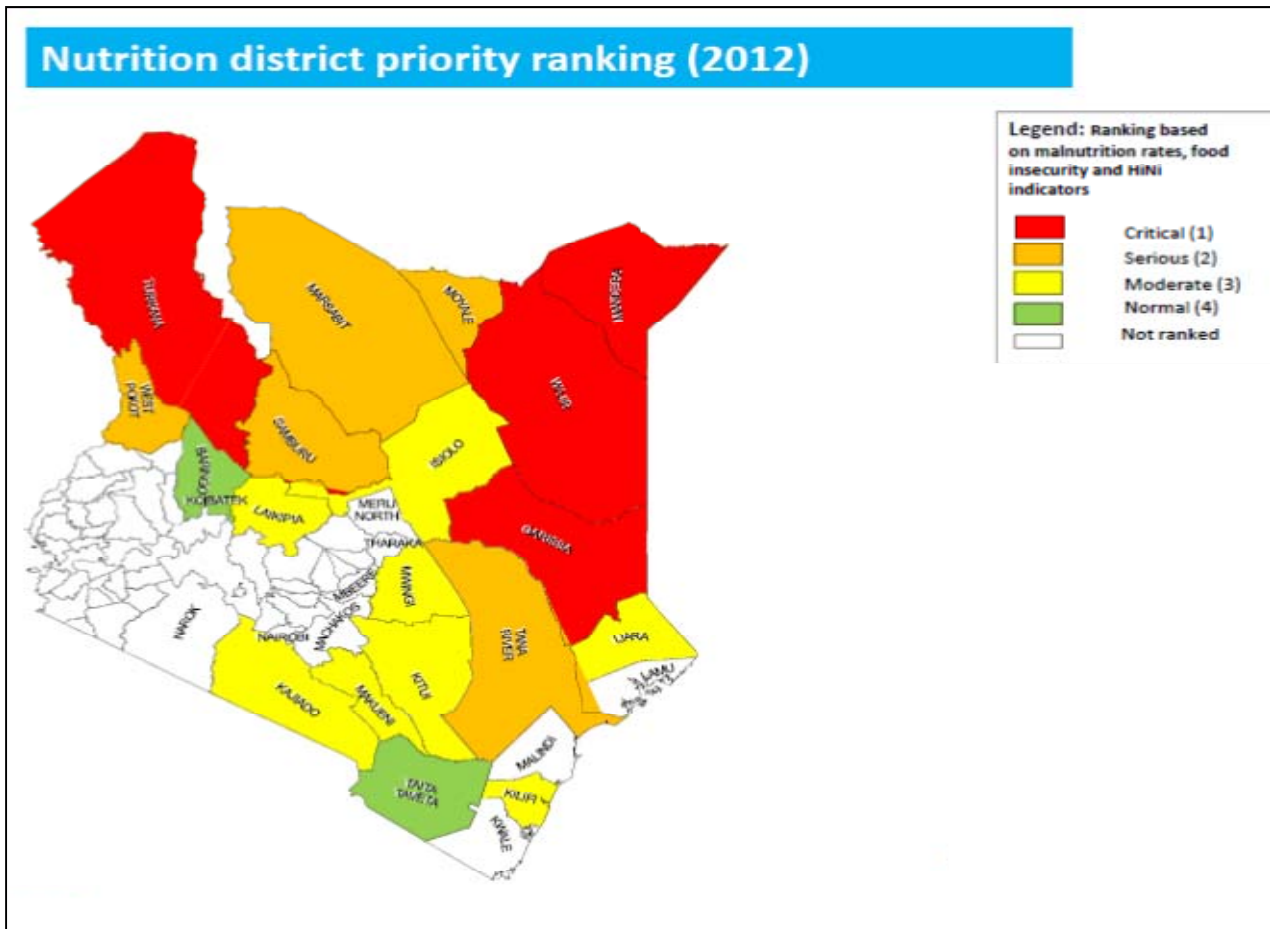 Nutrition district priority ranking (2012)
Legend: Ranking based
on malnutrition rates, food
insecurity and HiNi
indicators
Critical (1)
Serious (2)
Moderate (3)
Normal (4)
Not ranked
TURKANA
MARSABIT
MOYALE
WAJIR
WEST
POKOT
SAMBURU
ISIOLO
BARINGO
KOIBATEK
LAIKIPIA
MERU
NORTH
THARAKA
GARISSA
MBEERE
MWINGI
MACHAKOS
NAROK
NAIROBI
TANA
RIVER
IJARA
LAMU
KAJIADO
MAKUENI
KITUI
MALINDI
TAITA
TAVETA
KILIFI
KWALE